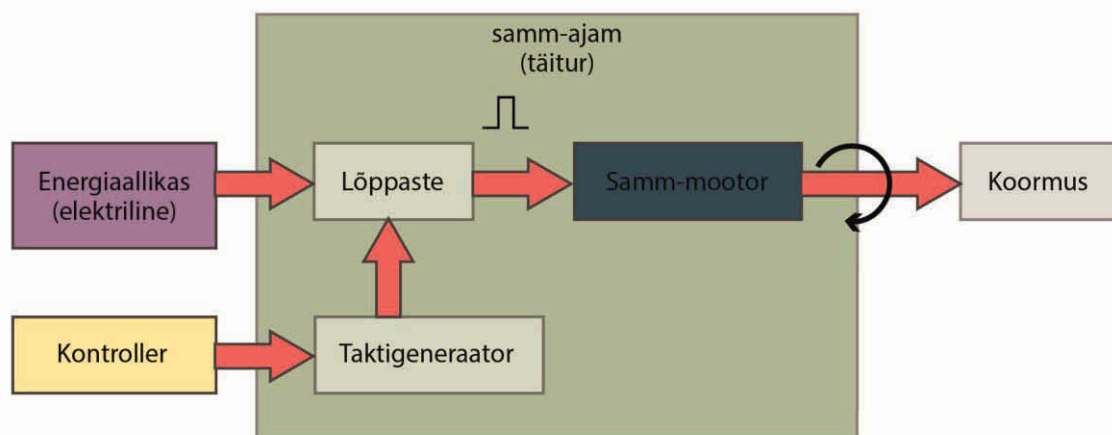 samm-ajam
(täitur)
Energiaallikas
(elektriline)
Lõppaste
Samm-mootor
Koormus
Kontroller
Taktigeneraator